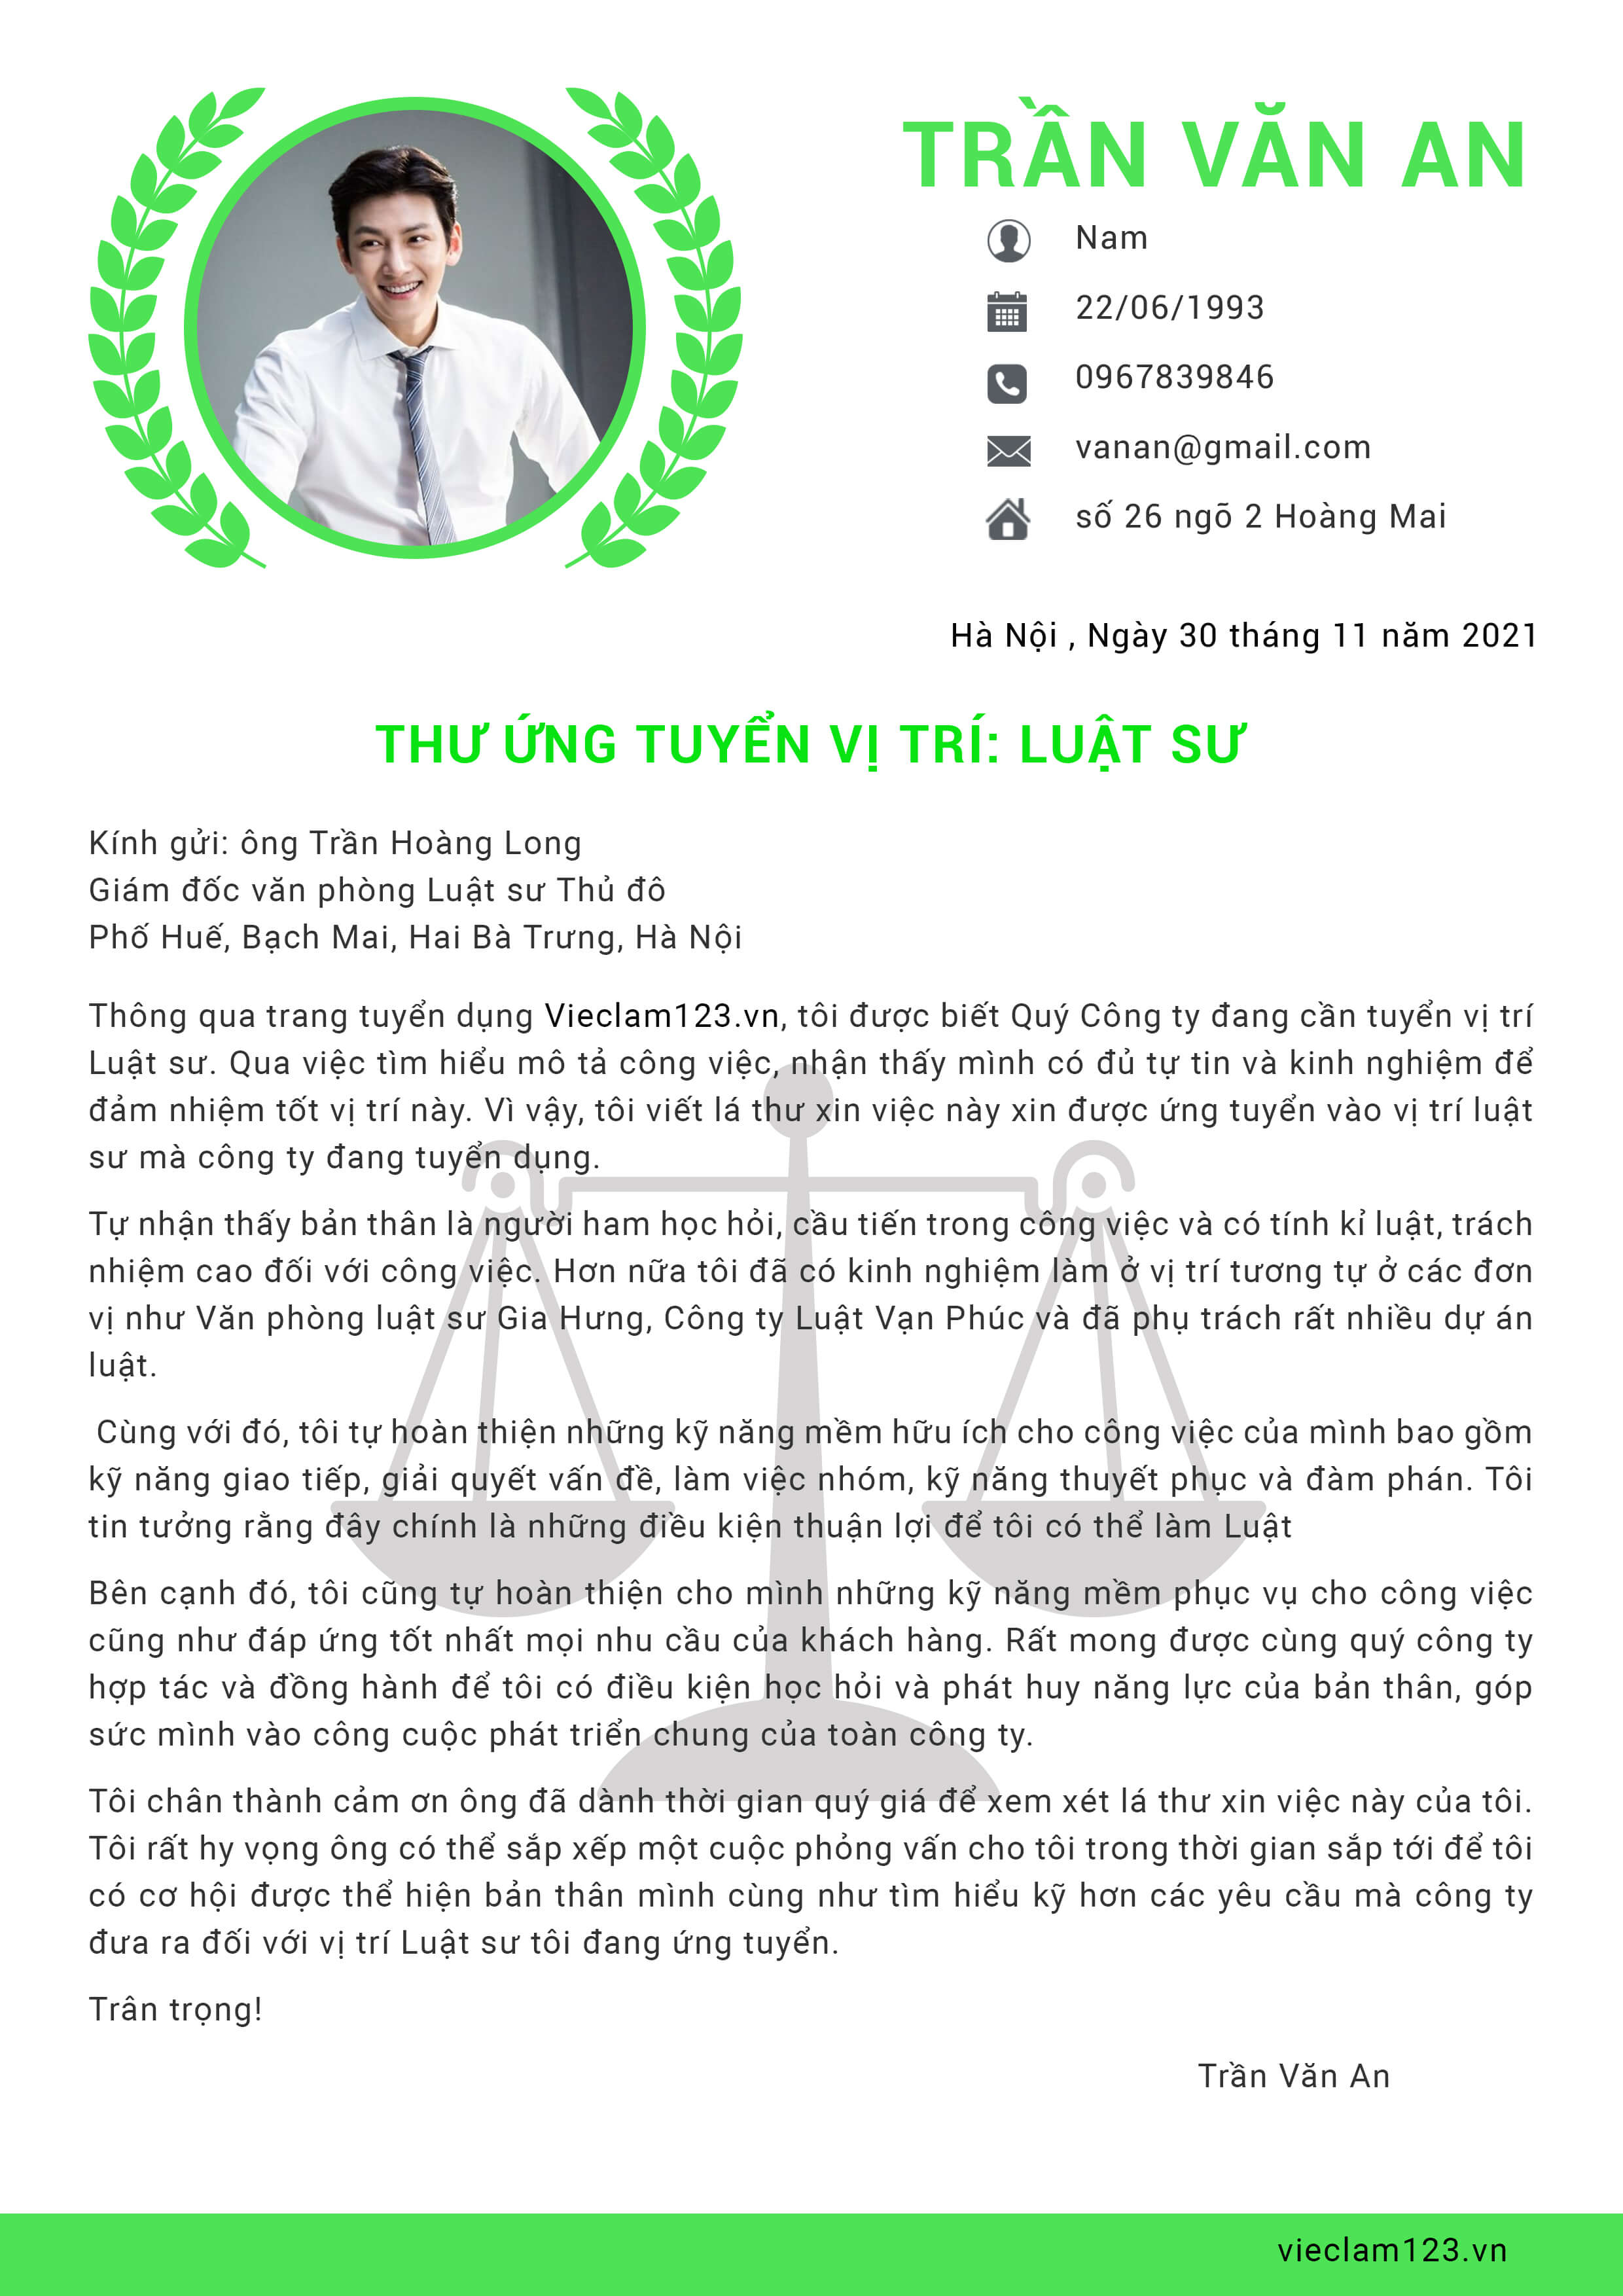 TRẦN VĂN AN
Nam
22/06/1993
0967839846
vanan@gmail.com
số 26 ngõ 2 Hoàng Mai
Hà Nội , Ngày 30 tháng 11 năm 2021
THƯ ỨNG TUYỂN VỊ TRÍ: LUẬT SƯ
Kính gửi: ông Trần Hoàng Long
Giám đốc văn phòng Luật sư Thủ đô
Phố Huế, Bạch Mai, Hai Bà Trưng, Hà Nội
Thông qua trang tuyển dụng Vieclam123.vn, tôi được biết Quý Công ty đang cần tuyển vị trí
Luật sư. Qua việc tìm hiểu mô tả công việc, nhận thấy mình có đủ tự tin và kinh nghiệm để
đảm nhiệm tốt vị trí này. Vì vậy, tôi viết lá thư xin việc này xin được ứng tuyển vào vị trí luật
sư mà công ty đang tuyển dụng.
Tự nhận thấy bản thân là người ham học hỏi, cầu tiến trong công việc và có tính kỉ luật, trách
nhiệm cao đối với công việc. Hơn nữa tôi đã có kinh nghiệm làm ở vị trí tương tự ở các đơn
vị như Văn phòng luật sư Gia Hưng, Công ty Luật Vạn Phúc và đã phụ trách rất nhiều dự án
luật.
Cùng với đó, tôi tự hoàn thiện những kỹ năng mềm hữu ích cho công việc của mình bao gồm
kỹ năng giao tiếp, giải quyết vấn đề, làm việc nhóm, kỹ năng thuyết phục và đàm phán. Tôi
tin tưởng rằng đây chính là những điều kiện thuận lợi để tôi có thể làm Luật
Bên cạnh đó, tôi cũng tự hoàn thiện cho mình những kỹ năng mềm phục vụ cho công việc
cũng như đáp ứng tốt nhất mọi nhu cầu của khách hàng. Rất mong được cùng quý công ty
hợp tác và đồng hành để tôi có điều kiện học hỏi và phát huy năng lực của bản thân, góp
sức mình vào công cuộc phát triển chung của toàn công ty.
Tôi chân thành cảm ơn ông đã dành thời gian quý giá để xem xét lá thư xin việc này của tôi.
Tôi rất hy vọng ông có thể sắp xếp một cuộc phỏng vấn cho tôi trong thời gian sắp tới để tôi
có cơ hội được thể hiện bản thân mình cùng như tìm hiểu kỹ hơn các yêu cầu mà công ty
đưa ra đối với vị trí Luật sư tôi đang ứng tuyển.
Trân trọng!
Trần Văn An
vieclam123.vn